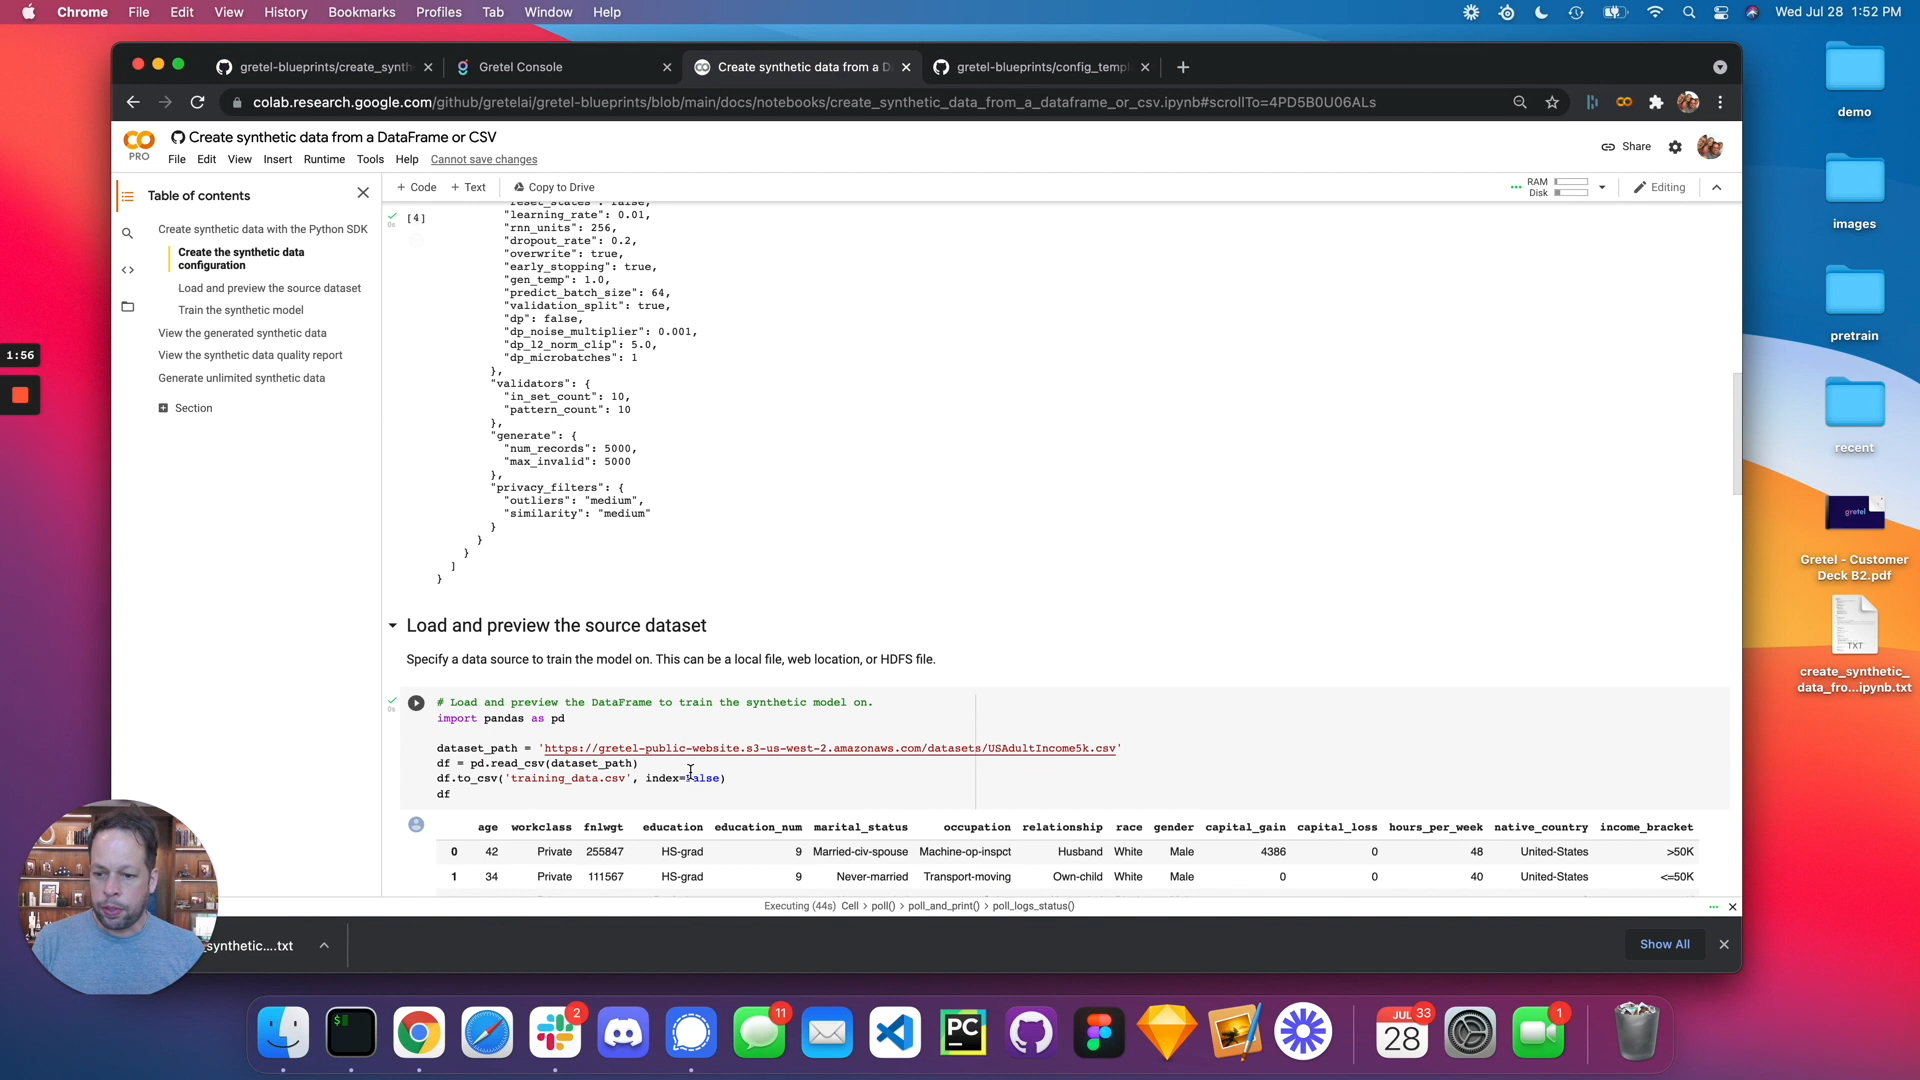 Chrome File Edit View History Bookmarks Profiles Tab Window Help Wed Jul 28 1:52 PM
gretel-blueprints/create_synth Gretel Console Create synthetic data from a D gretel-blueprints/config_templ
colab.research.google.com/github/gretelai/gretel-blueprints/blob/main/docs/notebooks/create_synthetic_data_from_a_dataframe_or_csv.ipynb#scrollTo=4PD5B0U06ALs
PRO
Create synthetic data from a DataFrame or CSV
File Edit View Insert Runtime Tools Help Cannot save changes
Share
Table of contents
+ Code + Text Copy to Drive
RAM
Disk
Editing
Create synthetic data with the Python SDK
Create the synthetic data
configuration
Load and preview the source dataset
Train the synthetic model
View the generated synthetic data
View the synthetic data quality report
Generate unlimited synthetic data
Section
0s
[4]
"reset_states": false,
"learning_rate": 0.01,
"rnn_units": 256,
"dropout_rate": 0.2,
"overwrite": true,
"early_stopping": true,
"gen_temp": 1.0,
"predict_batch_size": 64,
"validation_split": true,
"dp": false,
"dp_noise_multiplier": 0.001,
"dp_l2_norm_clip": 5.0,
"dp_microbatches": 1
},
"validators": {
"in_set_count": 10,
"pattern_count": 10
},
"generate": {
"num_records": 5000,
"max_invalid": 5000
},
"privacy_filters": {
"outliers": "medium",
"similarity": "medium"
}
}
}
]
}
Load and preview the source dataset
Specify a data source to train the model on. This can be a local file, web location, or HDFS file.
0s
# Load and preview the DataFrame to train the synthetic model on.
import pandas as pd
dataset_path = 'https://gretel-public-website.s3-us-west-2.amazonaws.com/datasets/USAdultIncome5k.csv'
df = pd.read_csv(dataset_path)
df.to_csv('training_data.csv', index=False)
df
age workclass fnlwgt education education_num marital_status occupation relationship race gender capital_gain capital_loss hours_per_week native_country income_bracket
0 42 Private 255847 HS-grad 9 Married-civ-spouse Machine-op-inspct Husband White Male 4386 0 48 United-States >50K
1 34 Private 111567 HS-grad 9 Never-married Transport-moving Own-child White Male 0 0 40 United-States <=50K
Executing (44s) Cell > poll() > poll_and_print() > poll_logs_status()
synthetic....txt
Show All
1:56
demo
images
pretrain
recent
gretel
Gretel - Customer
Deck B2.pdf
TXT
create_synthetic_
data_fro...ipynb.txt
$
2
11
PC
JUL
33
28
1